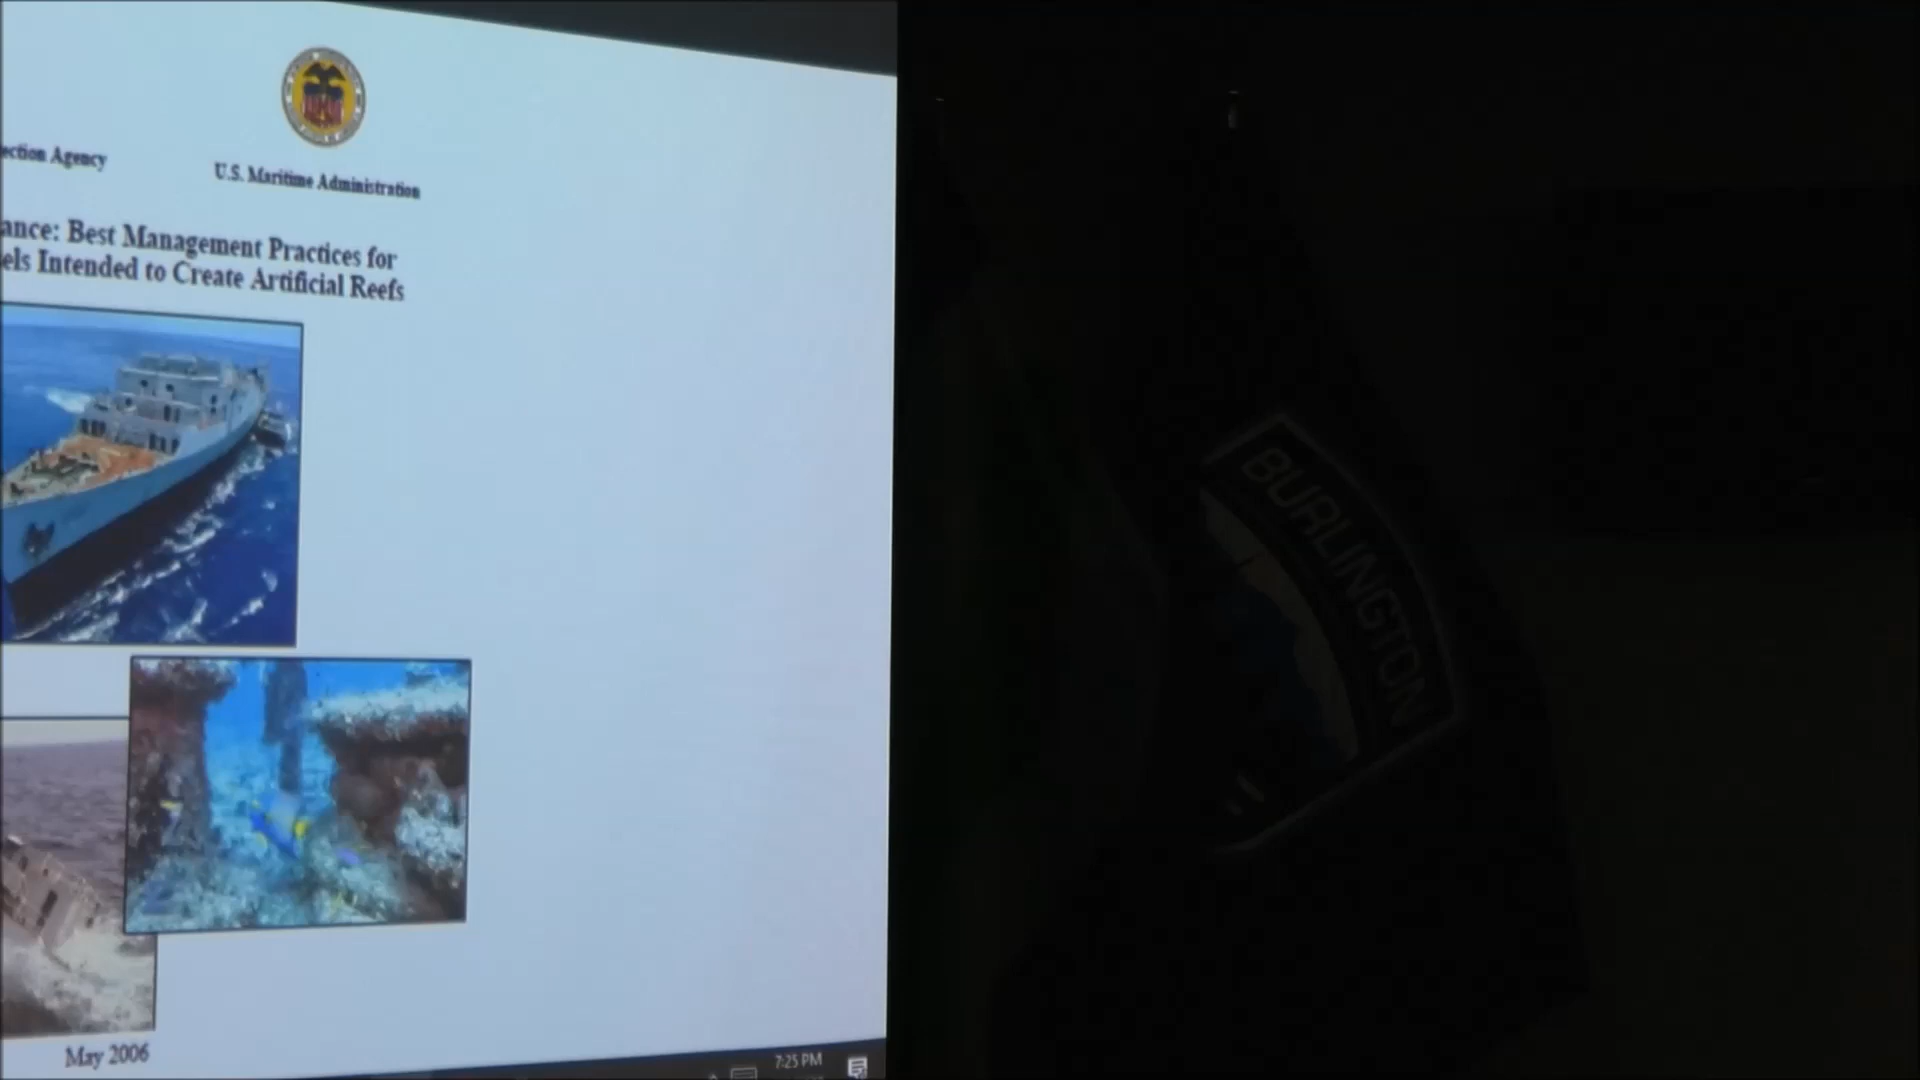 ection Agency
U.S. Maritime Administration
ance: Best Management Practices for
els Intended to Create Artificial Reefs
May 2006
7:25 PM
BURLINGTON